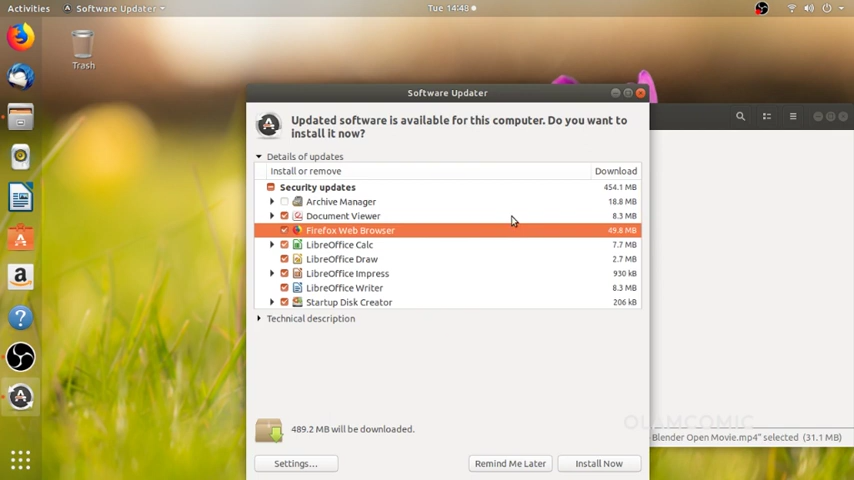 Activities
Software Updater
Tue 14:48
Trash
Software Updater
Updated software is available for this computer. Do you want to
install it now?
Details of updates
Install or remove Download
Security updates 454.1 MB
Archive Manager 18.8 MB
Document Viewer 8.3 MB
Firefox Web Browser 49.8 MB
LibreOffice Calc 7.7 MB
LibreOffice Draw 2.7 MB
LibreOffice Impress 930 kB
LibreOffice Writer 8.3 MB
Startup Disk Creator 206 kB
Technical description
OLAMCOMIC
489.2 MB will be downloaded.
Blender Open Movie.mp4" selected (31.1 MB)
Settings...
Remind Me Later
Install Now